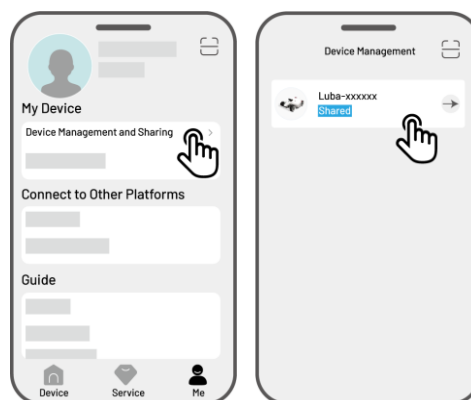 My Device
Device Management and Sharing
Connect to Other Platforms
Guide
Device
Service
Me
Device Management
Luba-xxxxxx
Shared